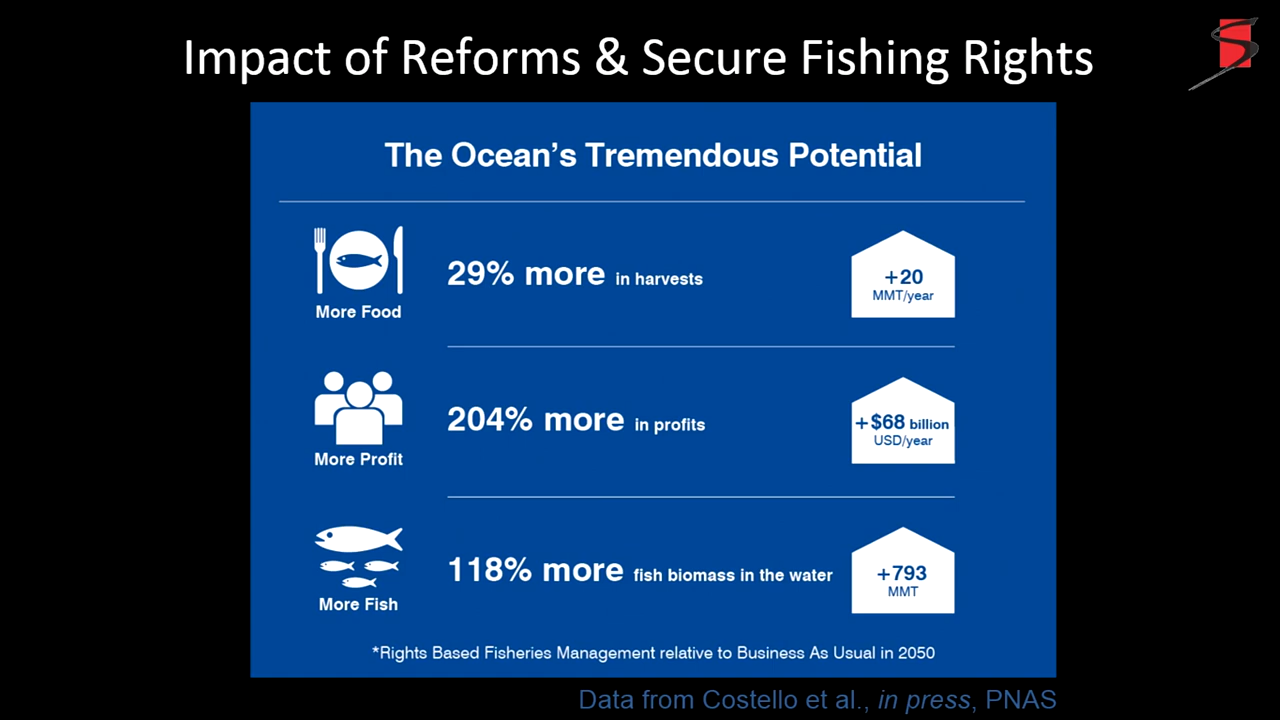 Impact of Reforms & Secure Fishing Rights
The Ocean's Tremendous Potential
More Food
29% more in harvests
+20
MMT/year
More Profit
204% more in profits
+$68 billion
USD/year
More Fish
118% more fish biomass in the water
+793
MMT
*Rights Based Fisheries Management relative to Business As Usual in 2050
Data from Costello et al., in press, PNAS